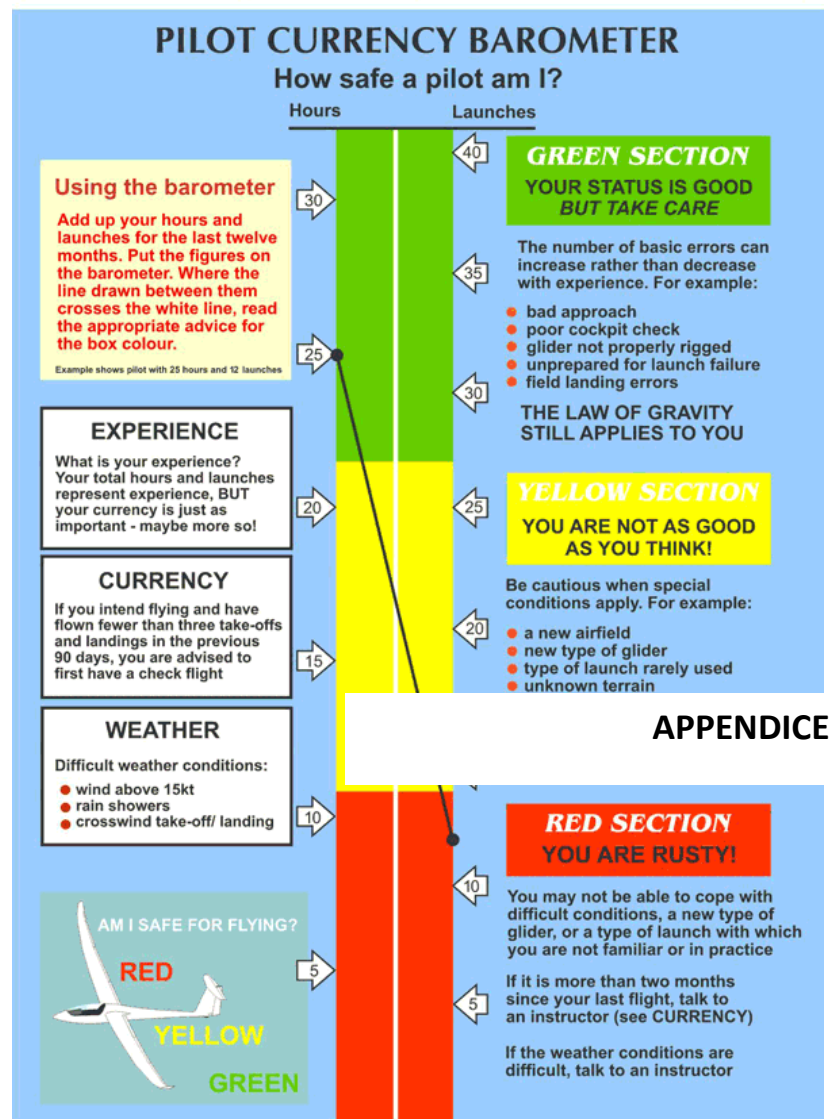 PILOT CURRENCY BAROMETER
How safe a pilot am I?
Hours
Launches
Using the barometer
Add up your hours and
launches for the last twelve
months. Put the figures on
the barometer. Where the
line drawn between them
crosses the white line, read
the appropriate advice for
the box colour.
Example shows pilot with 25 hours and 12 launches
EXPERIENCE
What is your experience?
Your total hours and launches
represent experience, BUT
your currency is just as
important - maybe more so!
CURRENCY
If you intend flying and have
flown fewer than three take-offs
and landings in the previous
90 days, you are advised to
first have a check flight
WEATHER
Difficult weather conditions:
wind above 15kt
rain showers
crosswind take-off/ landing
AM I SAFE FOR FLYING?
RED
YELLOW
GREEN
30
25
20
15
10
5
40
35
30
25
20
10
5
GREEN SECTION
YOUR STATUS IS GOOD
BUT TAKE CARE
The number of basic errors can
increase rather than decrease
with experience. For example:
bad approach
poor cockpit check
glider not properly rigged
unprepared for launch failure
field landing errors
THE LAW OF GRAVITY
STILL APPLIES TO YOU
YELLOW SECTION
YOU ARE NOT AS GOOD
AS YOU THINK!
Be cautious when special
conditions apply. For example:
a new airfield
new type of glider
type of launch rarely used
unknown terrain
APPENDICE
RED SECTION
YOU ARE RUSTY!
You may not be able to cope with
difficult conditions, a new type of
glider, or a type of launch with which
you are not familiar or in practice
If it is more than two months
since your last flight, talk to
an instructor (see CURRENCY)
If the weather conditions are
difficult, talk to an instructor